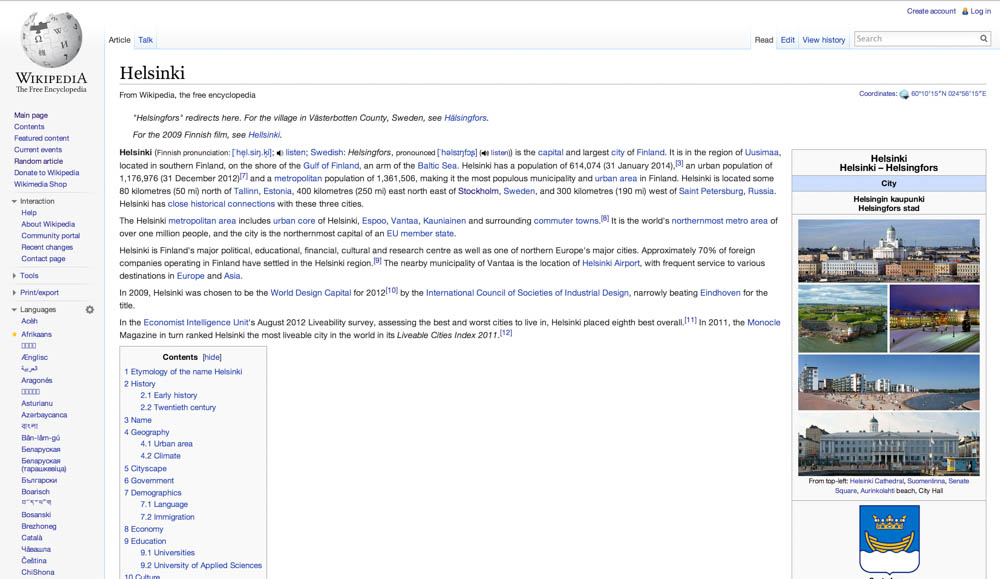 Create account Log in
WIKIPEDIA
The Free Encyclopedia
Article Talk
Read Edit View history Search
Main page
Contents
Featured content
Current events
Random article
Donate to Wikipedia
Wikimedia Shop
Interaction
Help
About Wikipedia
Community portal
Recent changes
Contact page
Tools
Print/export
Languages
Acèh
Afrikaans
Ænglisc
العربية
Aragonés
Asturianu
Azərbaycanca
বাংলা
Bân-lâm-gú
Беларуская
Беларуская
(тарашкевіца)
Български
Boarisch
Bosanski
Brezhoneg
Català
Чӑвашла
Čeština
ChiShona
Helsinki
From Wikipedia, the free encyclopedia
Coordinates: 60°10′15″N 024°56′15″E
"Helsingfors" redirects here. For the village in Västerbotten County, Sweden, see Hälsingfors.
For the 2009 Finnish film, see Hellsinki.
Helsinki (Finnish pronunciation: [ˈhel̪siŋ.ki]; listen; Swedish: Helsingfors, pronounced [ˈhɛlsɪŋfɔʂ] ( listen)) is the capital and largest city of Finland. It is in the region of Uusimaa,
located in southern Finland, on the shore of the Gulf of Finland, an arm of the Baltic Sea. Helsinki has a population of 614,074 (31 January 2014),[3] an urban population of
1,176,976 (31 December 2012)[7] and a metropolitan population of 1,361,506, making it the most populous municipality and urban area in Finland. Helsinki is located some
80 kilometres (50 mi) north of Tallinn, Estonia, 400 kilometres (250 mi) east north east of Stockholm, Sweden, and 300 kilometres (190 mi) west of Saint Petersburg, Russia.
Helsinki has close historical connections with these three cities.
The Helsinki metropolitan area includes urban core of Helsinki, Espoo, Vantaa, Kauniainen and surrounding commuter towns.[8] It is the world's northernmost metro area of
over one million people, and the city is the northernmost capital of an EU member state.
Helsinki is Finland's major political, educational, financial, cultural and research centre as well as one of northern Europe's major cities. Approximately 70% of foreign
companies operating in Finland have settled in the Helsinki region.[9] The nearby municipality of Vantaa is the location of Helsinki Airport, with frequent service to various
destinations in Europe and Asia.
In 2009, Helsinki was chosen to be the World Design Capital for 2012[10] by the International Council of Societies of Industrial Design, narrowly beating Eindhoven for the
title.
In the Economist Intelligence Unit's August 2012 Liveability survey, assessing the best and worst cities to live in, Helsinki placed eighth best overall.[11] In 2011, the Monocle
Magazine in turn ranked Helsinki the most liveable city in the world in its Liveable Cities Index 2011.[12]
Contents [hide]
1 Etymology of the name Helsinki
2 History
2.1 Early history
2.2 Twentieth century
3 Name
4 Geography
4.1 Urban area
4.2 Climate
5 Cityscape
6 Government
7 Demographics
7.1 Language
7.2 Immigration
8 Economy
9 Education
9.1 Universities
9.2 University of Applied Sciences
10 Culture
Helsinki
Helsinki – Helsingfors
City
Helsingin kaupunki
Helsingfors stad
From top-left: Helsinki Cathedral, Suomenlinna, Senate
Square, Aurinkolahti beach, City Hall